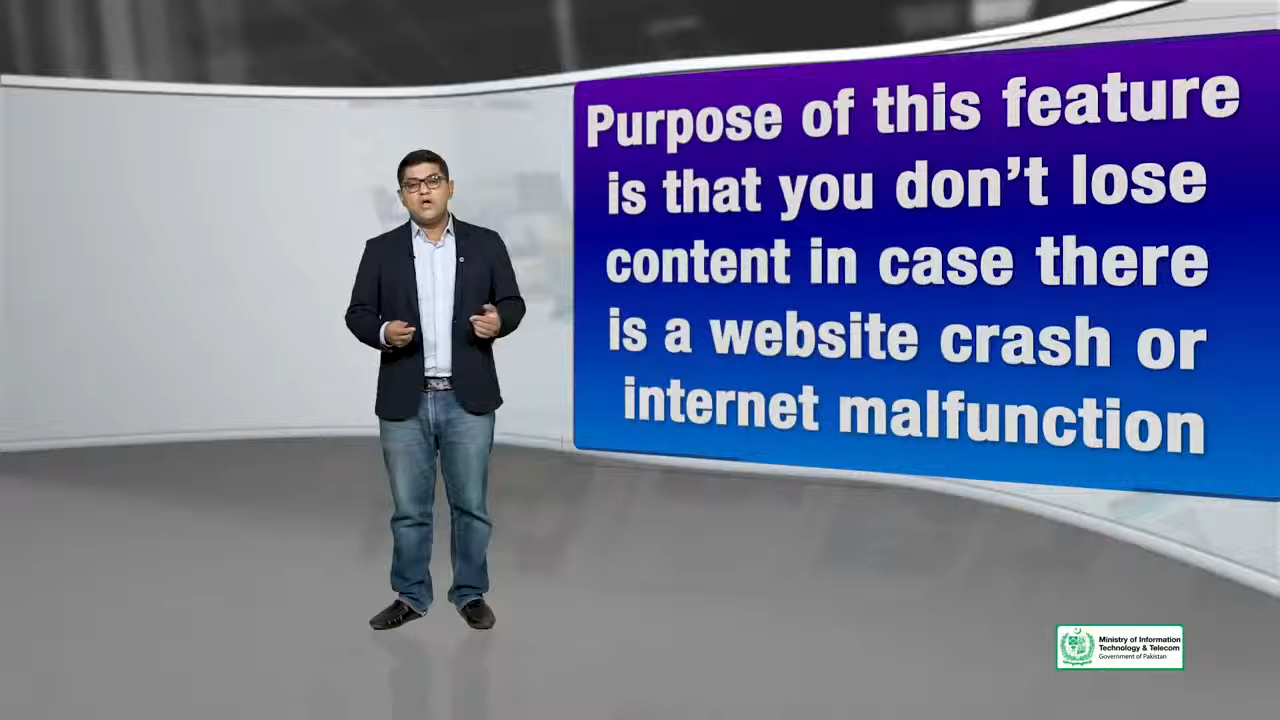 Purpose of this feature
is that you don't lose
content in case there
is a website crash or
internet malfunction
Ministry of Information
Technology & Telecom
Government of Pakistan